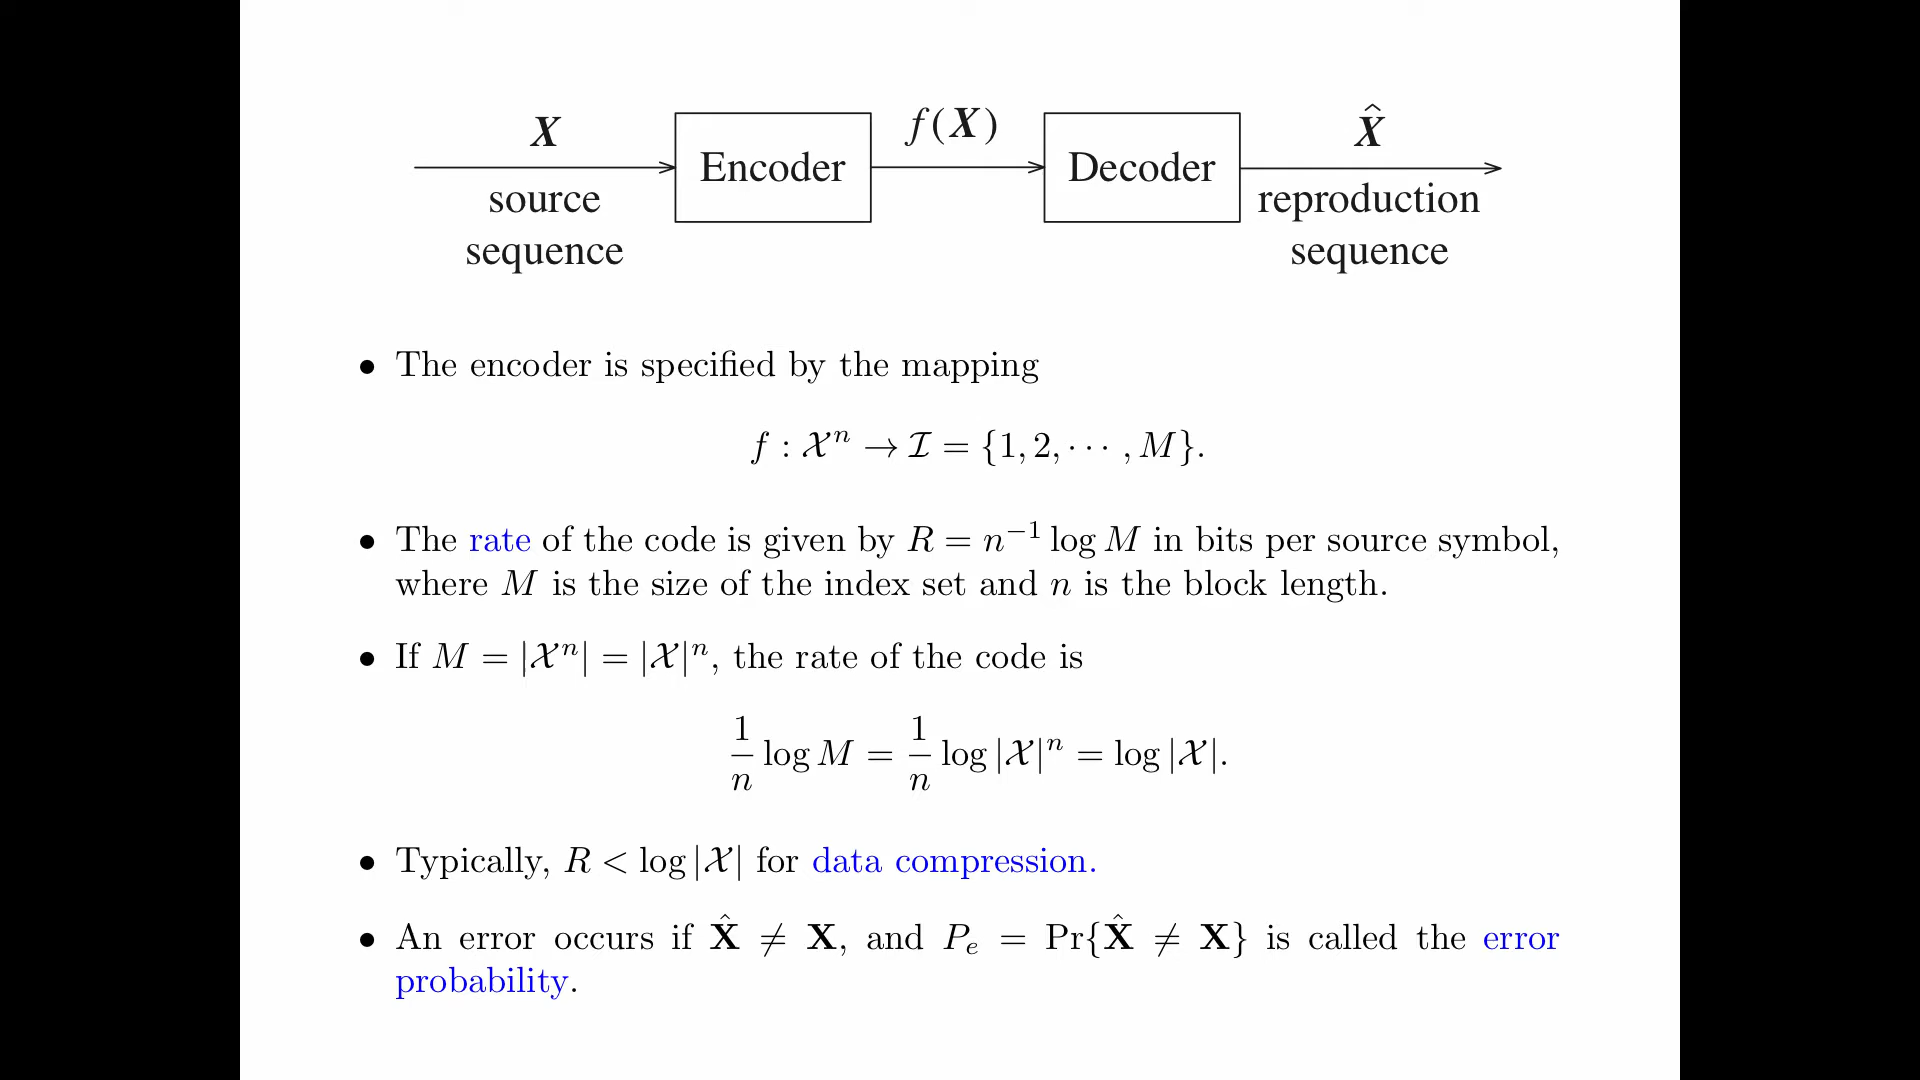 X f(X) X̂
Encoder Decoder
source reproduction
sequence sequence
• The encoder is specified by the mapping
f : 𝒳ⁿ → ℐ = {1, 2, ⋯ , M}.
• The rate of the code is given by R = n⁻¹ log M in bits per source symbol,
where M is the size of the index set and n is the block length.
• If M = |𝒳ⁿ| = |𝒳|ⁿ, the rate of the code is
1/n log M = 1/n log |𝒳|ⁿ = log |𝒳|.
• Typically, R < log |𝒳| for data compression.
• An error occurs if X̂ ≠ X, and Pₑ = Pr{X̂ ≠ X} is called the error
probability.